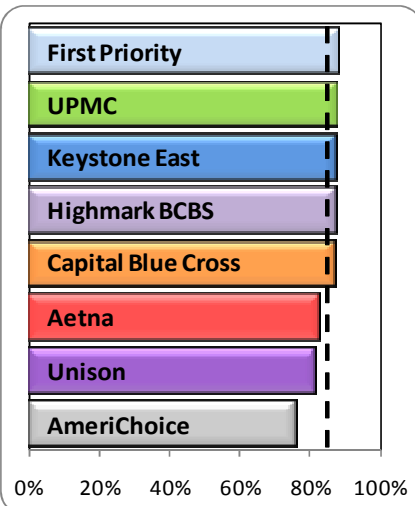 First Priority
UPMC
Keystone East
Highmark BCBS
Capital Blue Cross
Aetna
Unison
AmeriChoice
0% 20% 40% 60% 80% 100%